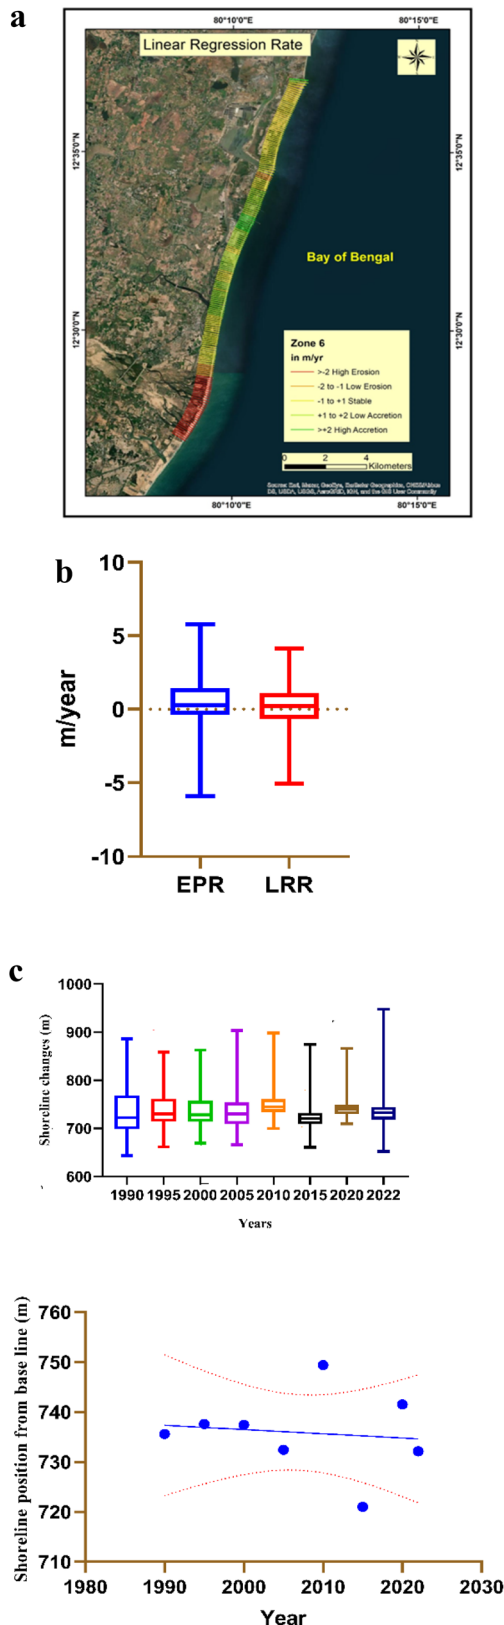 a
80°10'0"E 80°15'0"E
Linear Regression Rate
12°35'0"N 12°35'0"N
Bay of Bengal
12°30'0"N 12°30'0"N
Zone 6
in m/yr
>-2 High Erosion
-2 to -1 Low Erosion
-1 to +1 Stable
+1 to +2 Low Accretion
>+2 High Accretion
0 2 4
Kilometers
80°10'0"E 80°15'0"E
b
10
5
0
-5
-10
m/year
EPR LRR
c
1000
900
800
700
600
Shoreline changes (m)
1990 1995 2000 2005 2010 2015 2020 2022
Years
760
750
740
730
720
710
Shoreline position from base line (m)
1980 1990 2000 2010 2020 2030
Year